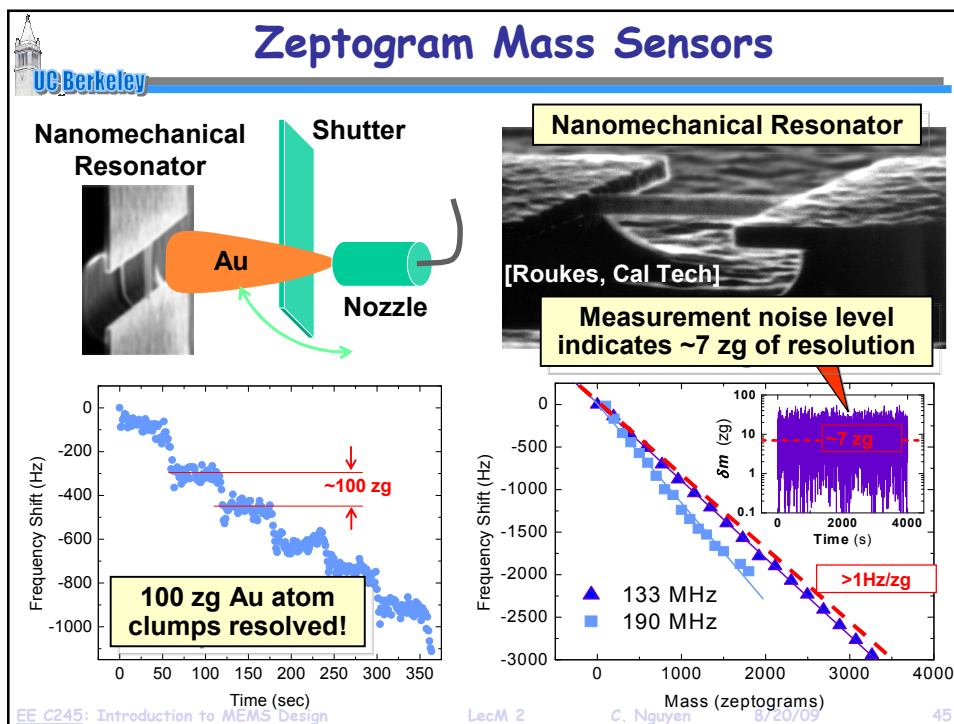 Zeptogram Mass Sensors
UC Berkeley
Nanomechanical
Resonator
Shutter
Au
Nozzle
Nanomechanical Resonator
[Roukes, Cal Tech]
Measurement noise level
indicates ~7 zg of resolution
0
-200
-400
-600
-800
-1000
Frequency Shift (Hz)
~100 zg
100 zg Au atom
clumps resolved!
0 50 100 150 200 250 300 350
Time (sec)
0
-500
-1000
-1500
-2000
-2500
-3000
Frequency Shift (Hz)
100
10
1
0.1
δm (zg)
~7 zg
0 2000 4000
Time (s)
>1Hz/zg
133 MHz
190 MHz
0 1000 2000 3000 4000
Mass (zeptograms)
EE C245: Introduction to MEMS Design LecM 2 C. Nguyen 8/20/09 45